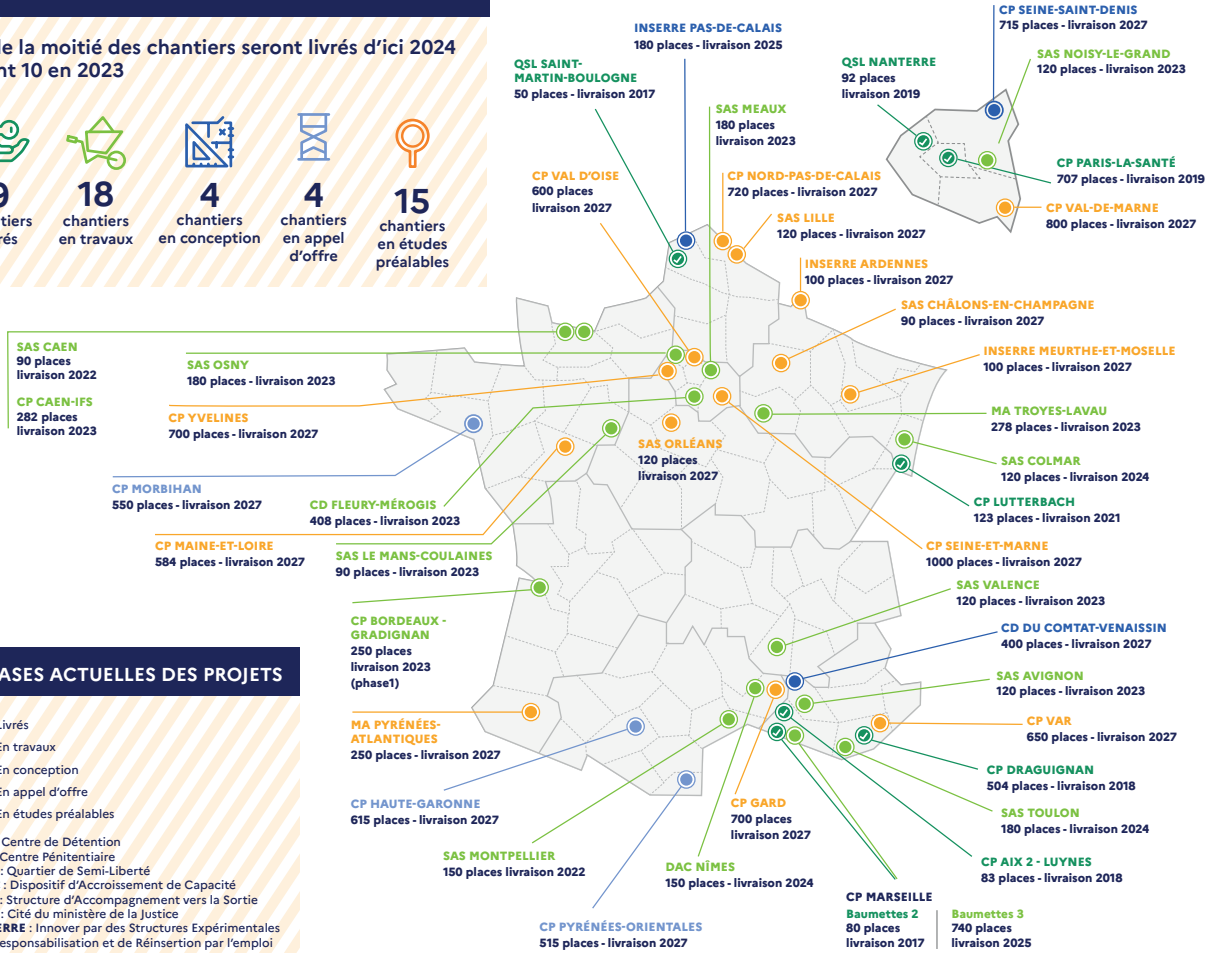 de la moitié des chantiers seront livrés d’ici 2024
10 en 2023
9
18
chantiers
en travaux
4
chantiers
en conception
4
chantiers
en appel
d’offre
15
chantiers
en études
préalables
INSERRE PAS-DE-CALAIS
180 places - livraison 2025
QSL SAINT-
MARTIN-BOULOGNE
50 places - livraison 2017
SAS MEAUX
180 places
livraison 2023
CP VAL D’OISE
600 places
livraison 2027
CP NORD-PAS-DE-CALAIS
720 places - livraison 2027
SAS LILLE
120 places - livraison 2027
CP SEINE-SAINT-DENIS
715 places - livraison 2027
SAS NOISY-LE-GRAND
120 places - livraison 2023
QSL NANTERRE
92 places
livraison 2019
CP PARIS-LA-SANTÉ
707 places - livraison 2019
CP VAL-DE-MARNE
800 places - livraison 2027
INSERRE ARDENNES
100 places - livraison 2027
SAS CHÂLONS-EN-CHAMPAGNE
90 places - livraison 2027
INSERRE MEURTHE-ET-MOSELLE
100 places - livraison 2027
SAS CAEN
90 places
livraison 2022
CP CAEN-IFS
282 places
livraison 2023
SAS OSNY
180 places - livraison 2023
CP YVELINES
700 places - livraison 2027
CP MORBIHAN
550 places - livraison 2027
CD FLEURY-MÉROGIS
408 places - livraison 2023
CP MAINE-ET-LOIRE
584 places - livraison 2027
SAS LE MANS-COULAINES
90 places - livraison 2023
SAS ORLÉANS
120 places
livraison 2027
MA TROYES-LAVAU
278 places - livraison 2023
SAS COLMAR
120 places - livraison 2024
CP LUTTERBACH
123 places - livraison 2021
CP SEINE-ET-MARNE
1000 places - livraison 2027
SAS VALENCE
120 places - livraison 2023
CD DU COMTAT-VENAISSIN
400 places - livraison 2027
SAS AVIGNON
120 places - livraison 2023
CP VAR
650 places - livraison 2027
CP DRAGUIGNAN
504 places - livraison 2018
SAS TOULON
180 places - livraison 2024
CP AIX 2 - LUYNES
83 places - livraison 2018
CP BORDEAUX -
GRADIGNAN
250 places
livraison 2023
(phase1)
MA PYRÉNÉES-
ATLANTIQUES
250 places - livraison 2027
CP HAUTE-GARONNE
615 places - livraison 2027
SAS MONTPELLIER
150 places livraison 2022
CP PYRÉNÉES-ORIENTALES
515 places - livraison 2027
CP GARD
700 places
livraison 2027
DAC NÎMES
150 places - livraison 2024
CP MARSEILLE
Baumettes 2
80 places
livraison 2017
Baumettes 3
740 places
livraison 2025
ASES ACTUELLES DES PROJETS
Livrés
En travaux
En conception
En appel d’offre
En études préalables
Centre de Détention
Centre Pénitentiaire
: Quartier de Semi-Liberté
: Dispositif d’Accroissement de Capacité
: Structure d’Accompagnement vers la Sortie
: Cité du ministère de la Justice
ERRE : Innover par des Structures Expérimentales
esponsabilisation et de Réinsertion par l’emploi